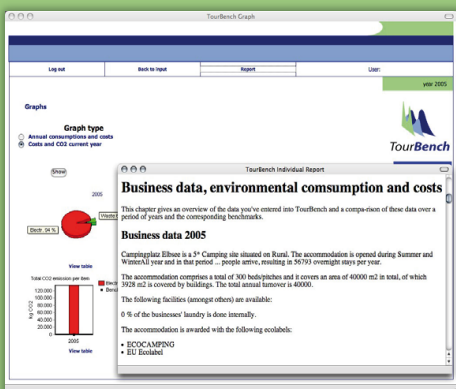 TourBench Graph
Log out
Back to input
Report
User:
year 2005
Graphs
Graph type
Annual consumptions and costs
Costs and CO2 current year
TourBench
Show
2005
Electr. 94 %
View table
Total CO2 emission per item
120.000
100.000
80.000
60.000
40.000
20.000
0
kg CO2
2005
View table
TourBench Individual Report
Business data, environmental comsumption and costs
This chapter gives an overview of the data you've entered into TourBench and a compa-rison of these data over a
period of years and the corresponding benchmarks.
Business data 2005
Campingplatz Elbsee is a 5* Camping site situated on Rural. The accommodation is opened during Summer and
WinterAll year and in that period ... people arrive, resulting in 56793 overnight stays per year.
The accommodation comprises a total of 300 beds/pitches and it covers an area of 40000 m2 in total, of which
3928 m2 is covered by buildings. The total annual turnover is 40000.
The following facilities (amongst others) are available:
0 % of the businesses' laundry is done internally.
The accommodation is awarded with the following ecolabels:
• ECOCAMPING
• EU Ecolabel